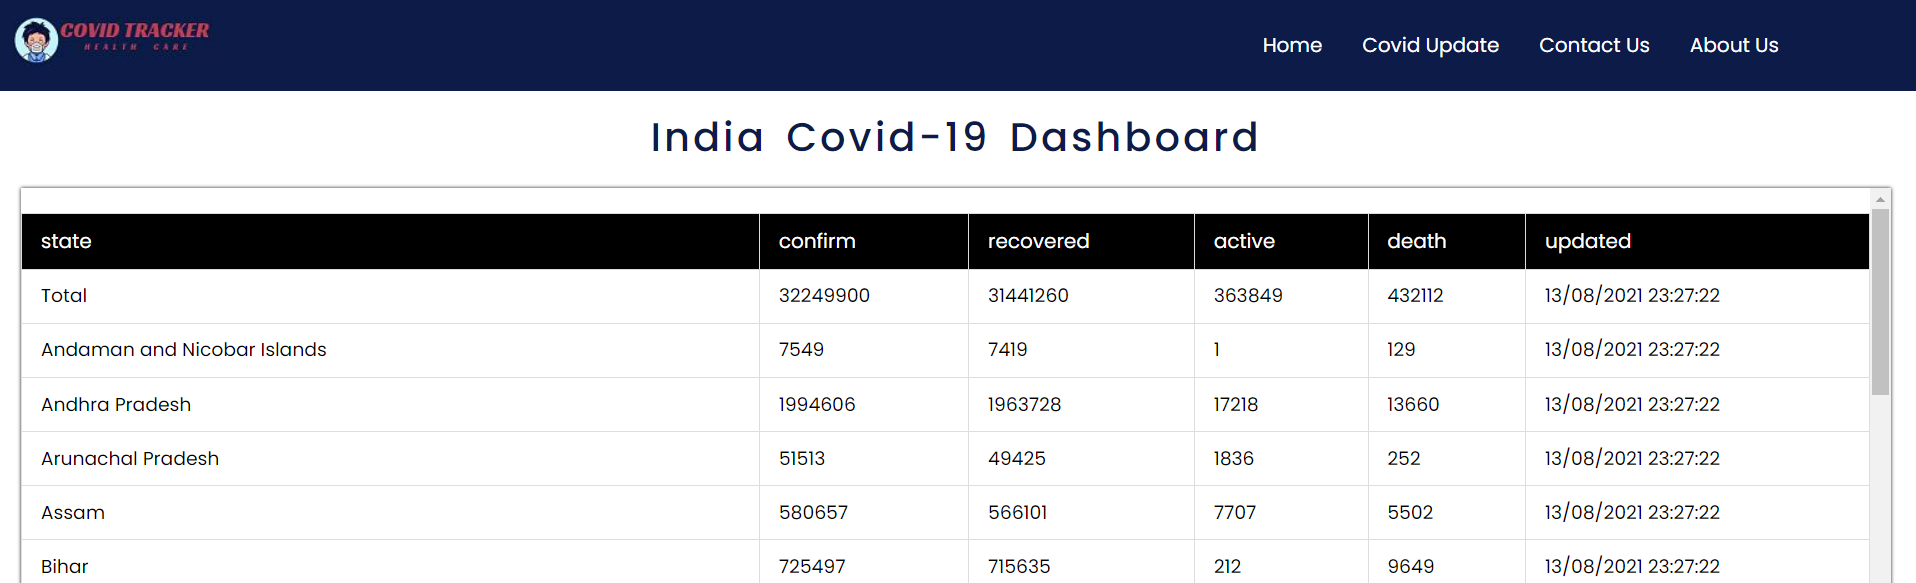 COVID TRACKER
HEALTH CARE
Home Covid Update Contact Us About Us
India Covid-19 Dashboard
state confirm recovered active death updated
Total 32249900 31441260 363849 432112 13/08/2021 23:27:22
Andaman and Nicobar Islands 7549 7419 1 129 13/08/2021 23:27:22
Andhra Pradesh 1994606 1963728 17218 13660 13/08/2021 23:27:22
Arunachal Pradesh 51513 49425 1836 252 13/08/2021 23:27:22
Assam 580657 566101 7707 5502 13/08/2021 23:27:22
Bihar 725497 715635 212 9649 13/08/2021 23:27:22